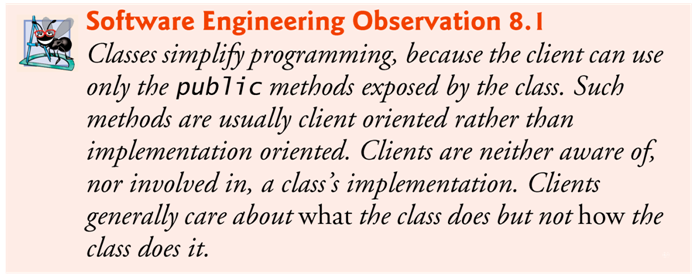 Software Engineering Observation 8.1
Classes simplify programming, because the client can use
only the public methods exposed by the class. Such
methods are usually client oriented rather than
implementation oriented. Clients are neither aware of,
nor involved in, a class’s implementation. Clients
generally care about what the class does but not how the
class does it.